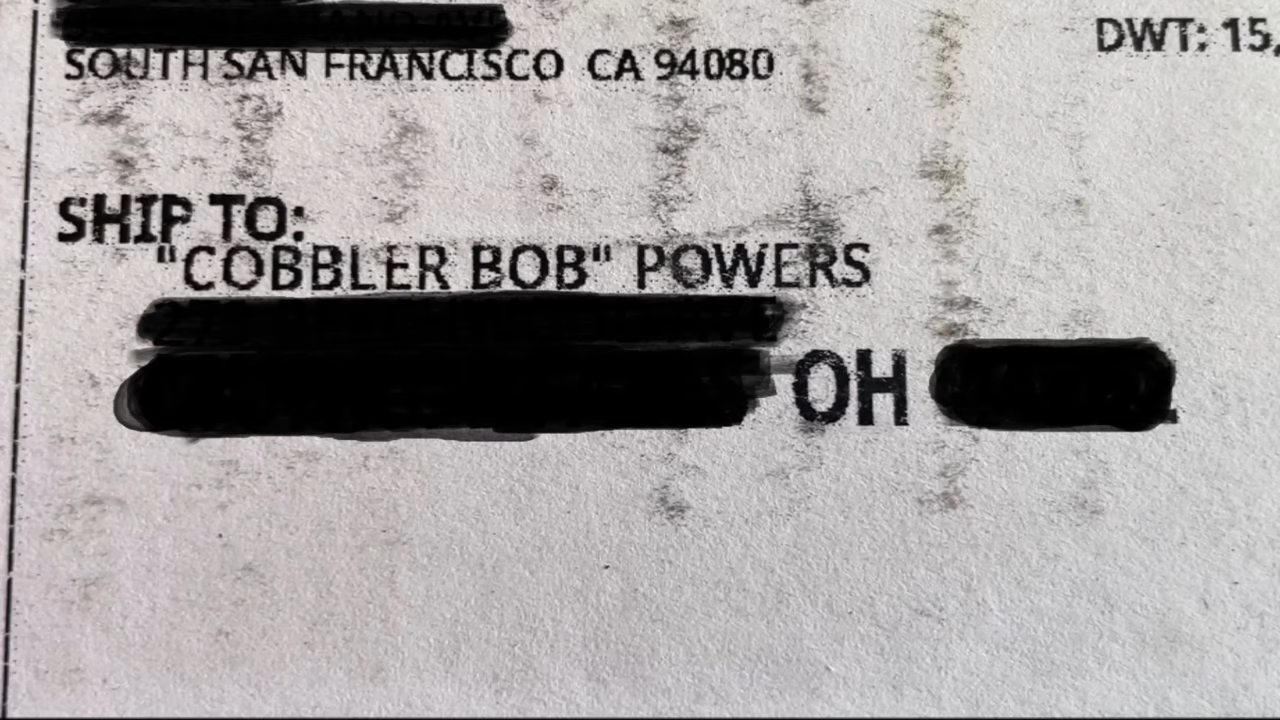 SOUTH SAN FRANCISCO CA 94080
DWT: 15,
SHIP TO:
"COBBLER BOB" POWERS
OH